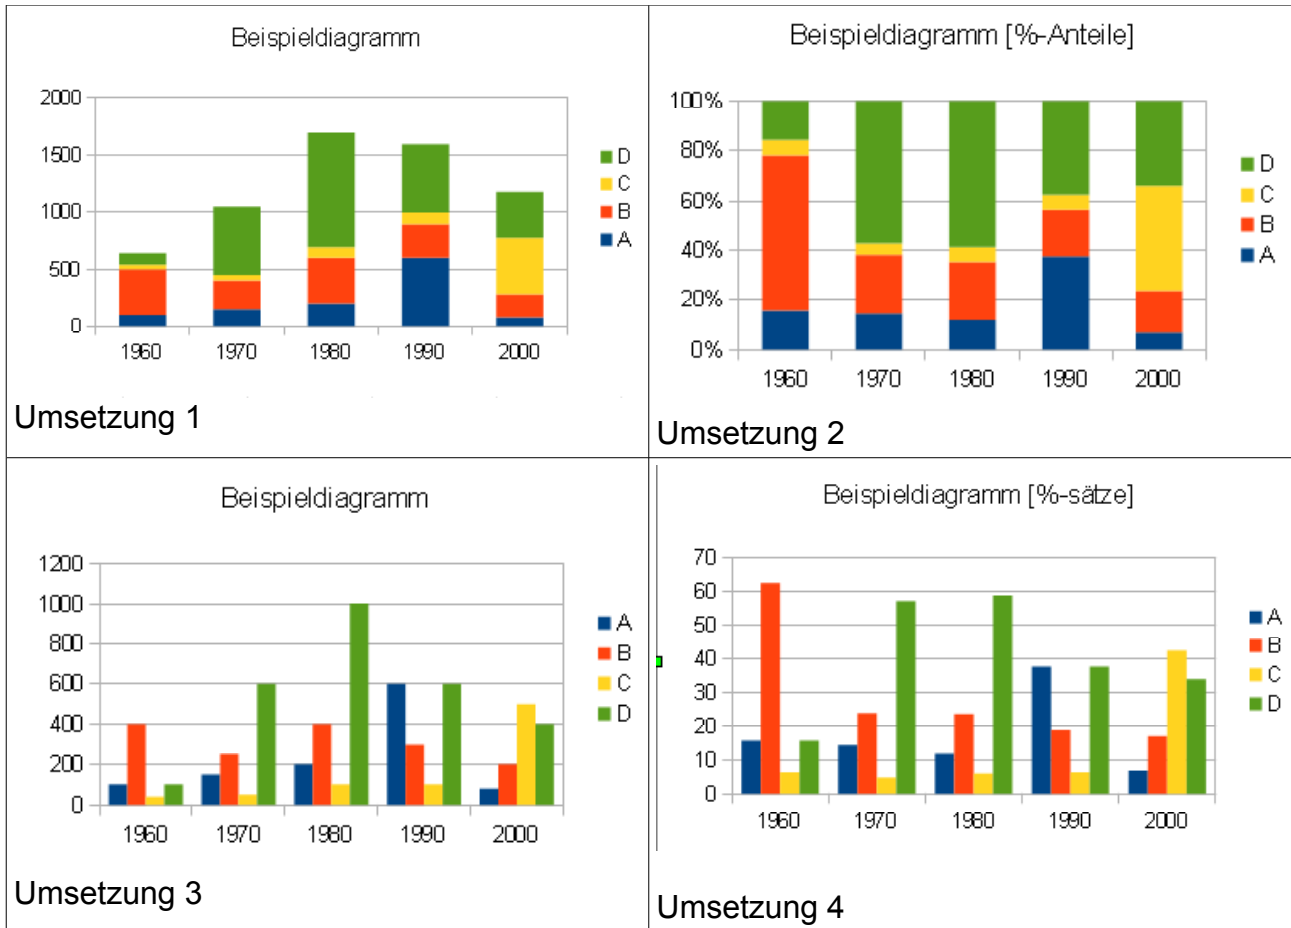 Beispieldiagramm
2000
1500
1000
500
0
1960 1970 1980 1990 2000
D
C
B
A
Umsetzung 1
Beispieldiagramm [%-Anteile]
100%
80%
60%
40%
20%
0%
1960 1970 1980 1990 2000
D
C
B
A
Umsetzung 2
Beispieldiagramm
1200
1000
800
600
400
200
0
1960 1970 1980 1990 2000
A
B
C
D
Umsetzung 3
Beispieldiagramm [%-sätze]
70
60
50
40
30
20
10
0
1960 1970 1980 1990 2000
A
B
C
D
Umsetzung 4